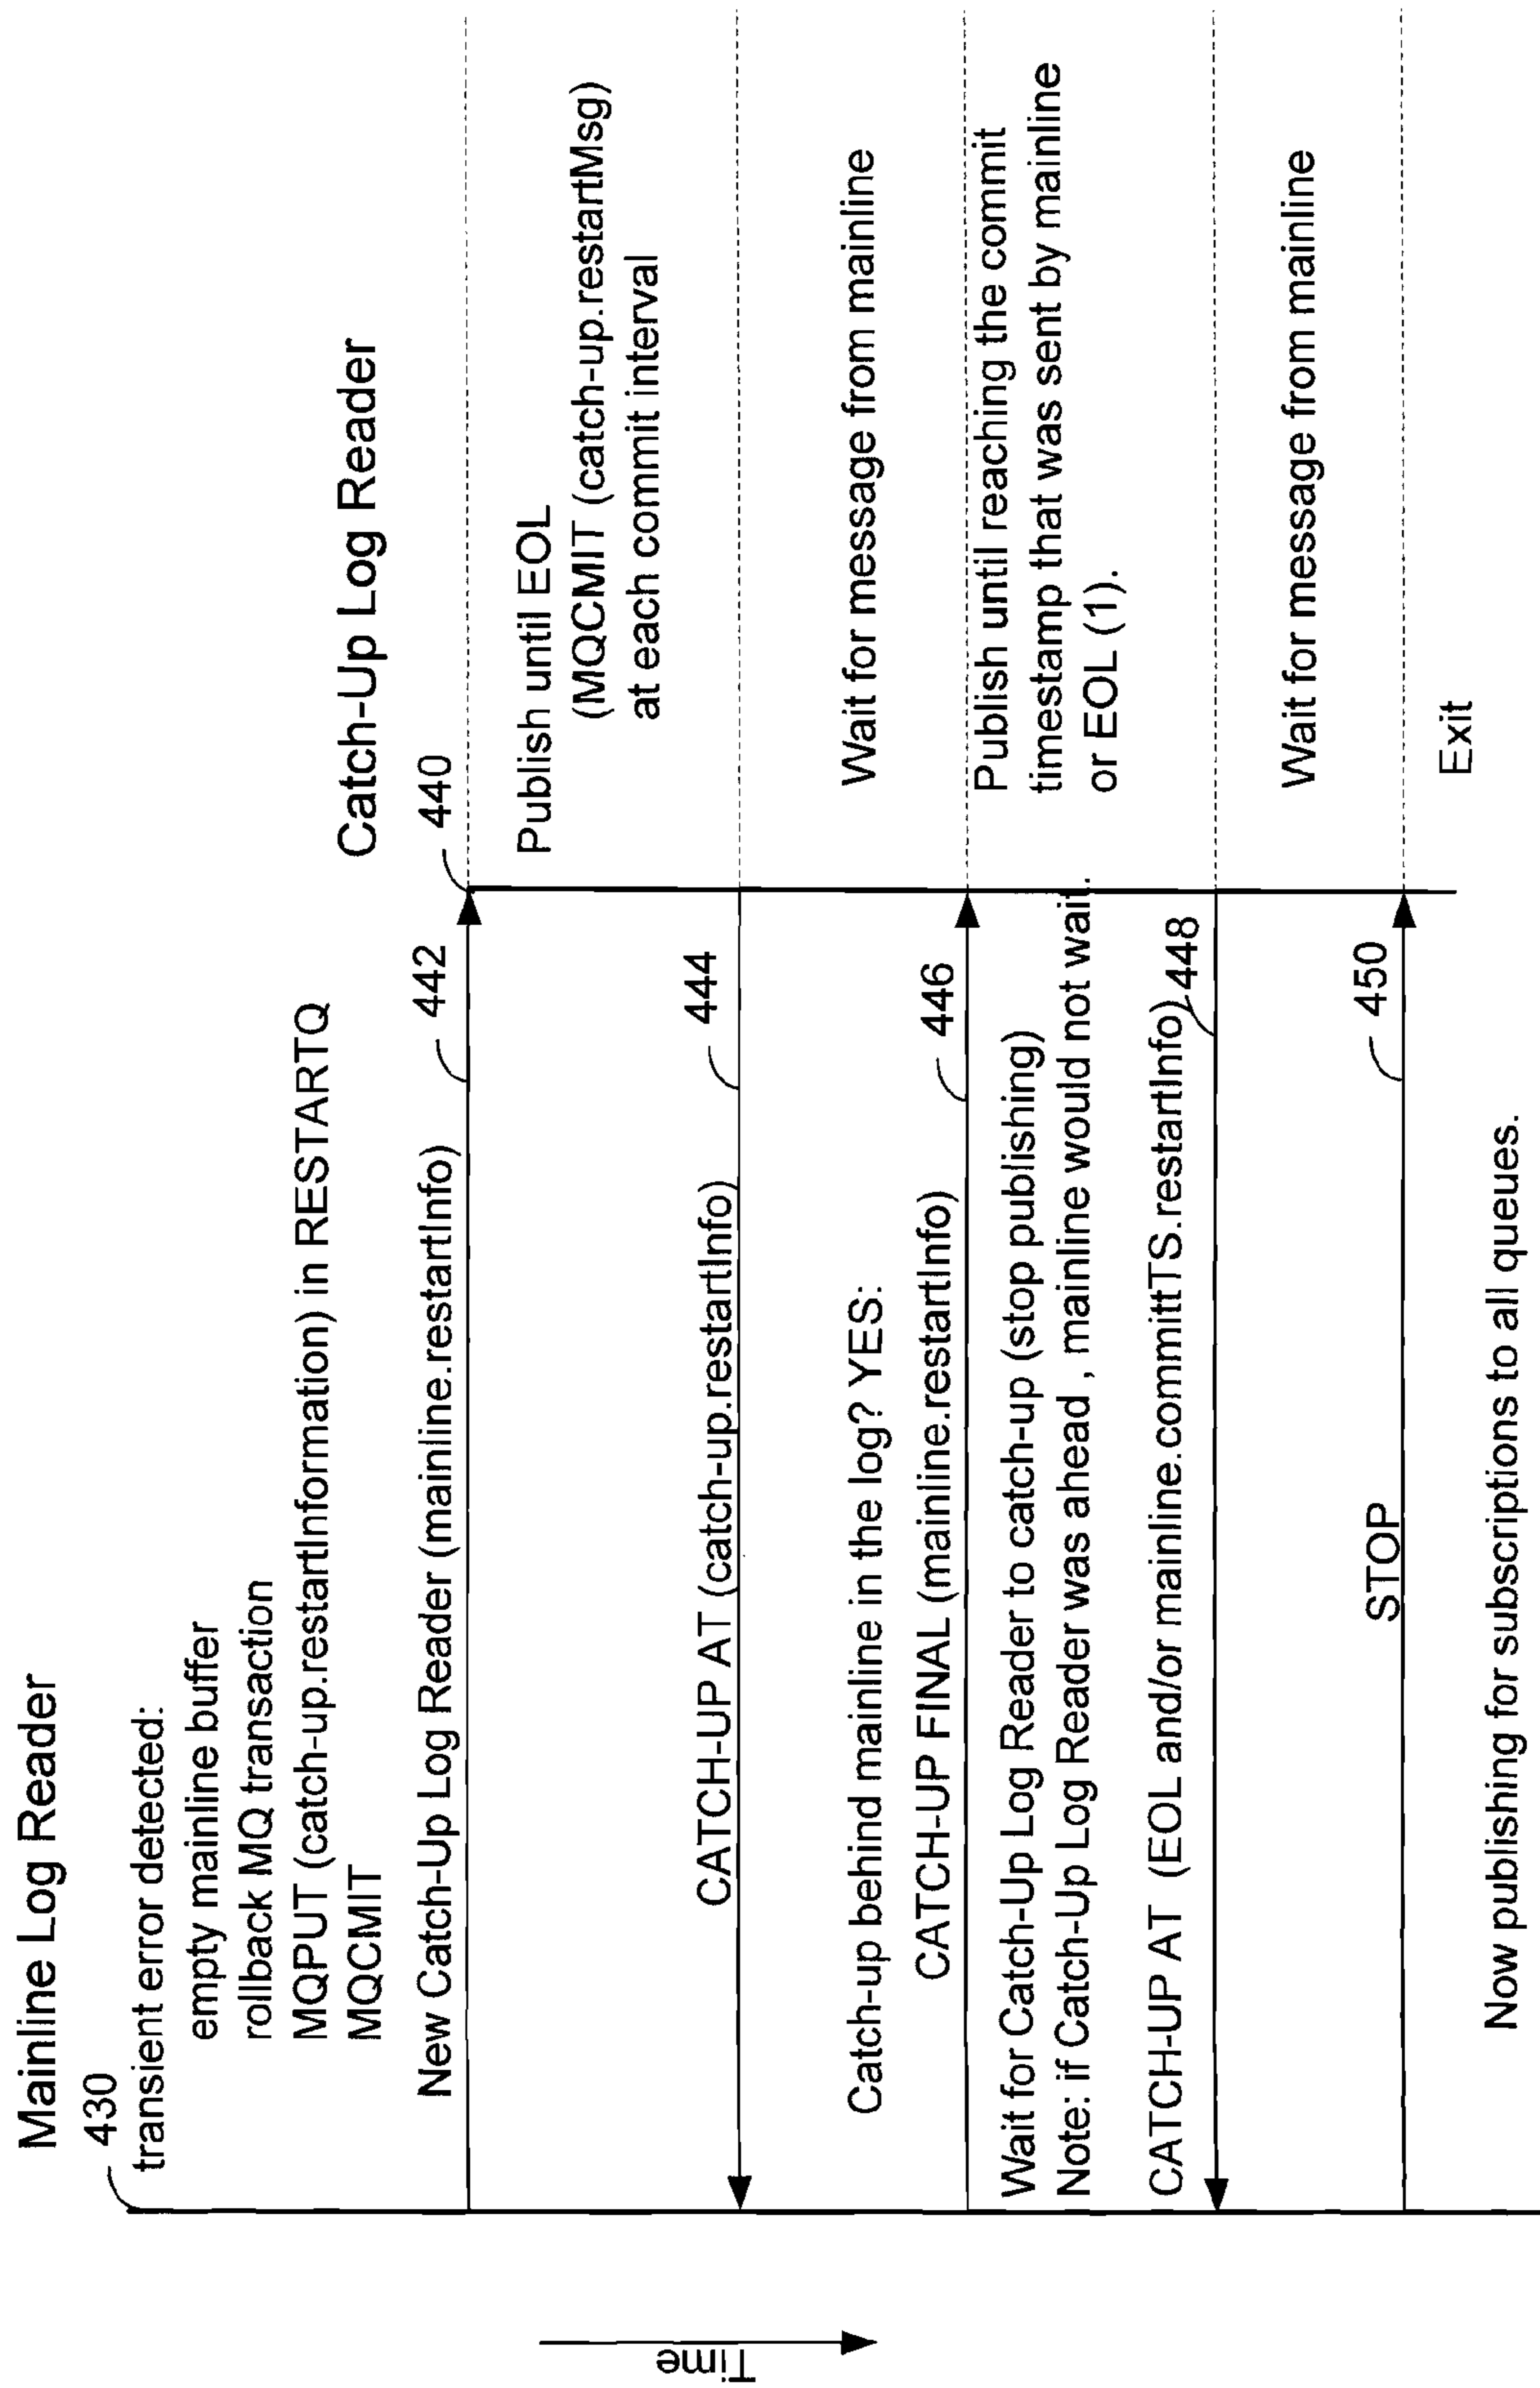 Mainline Log Reader
430
transient error detected:
empty mainline buffer
rollback MQ transaction
MQPUT (catch-up.restartInformation) in RESTARTQ
MQCMIT
Catch-Up Log Reader
440
New Catch-Up Log Reader (mainline.restartInfo)
442
Publish until EOL
(MQCMIT (catch-up.restartMsg)
at each commit interval
CATCH-UP AT (catch-up.restartInfo)
444
Wait for message from mainline
Catch-up behind mainline in the log? YES:
CATCH-UP FINAL (mainline.restartInfo)
446
Publish until reaching the commit
timestamp that was sent by mainline
or EOL (1).
Wait for Catch-Up Log Reader to catch-up (stop publishing)
Note: if Catch-Up Log Reader was ahead , mainline would not wait.
CATCH-UP AT (EOL and/or mainline.committTS.restartInfo)
448
Wait for message from mainline
STOP
450
Exit
Now publishing for subscriptions to all queues.
Time